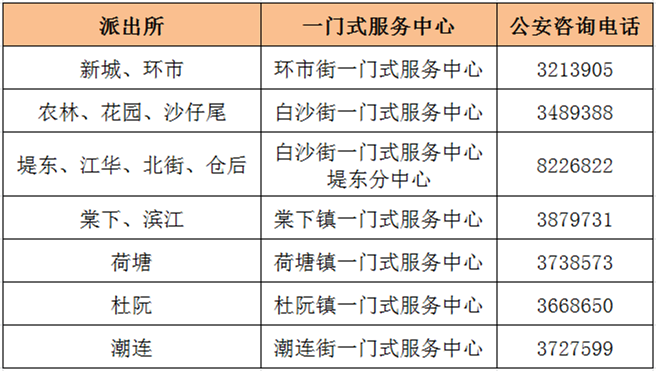 派出所 一门式服务中心 公安咨询电话
新城、环市 环市街一门式服务中心 3213905
农林、花园、沙仔尾 白沙街一门式服务中心 3489388
堤东、江华、北街、仓后 白沙街一门式服务中心 8226822
堤东分中心
棠下、滨江 棠下镇一门式服务中心 3879731
荷塘 荷塘镇一门式服务中心 3738573
杜阮 杜阮镇一门式服务中心 3668650
潮连 潮连街一门式服务中心 3727599